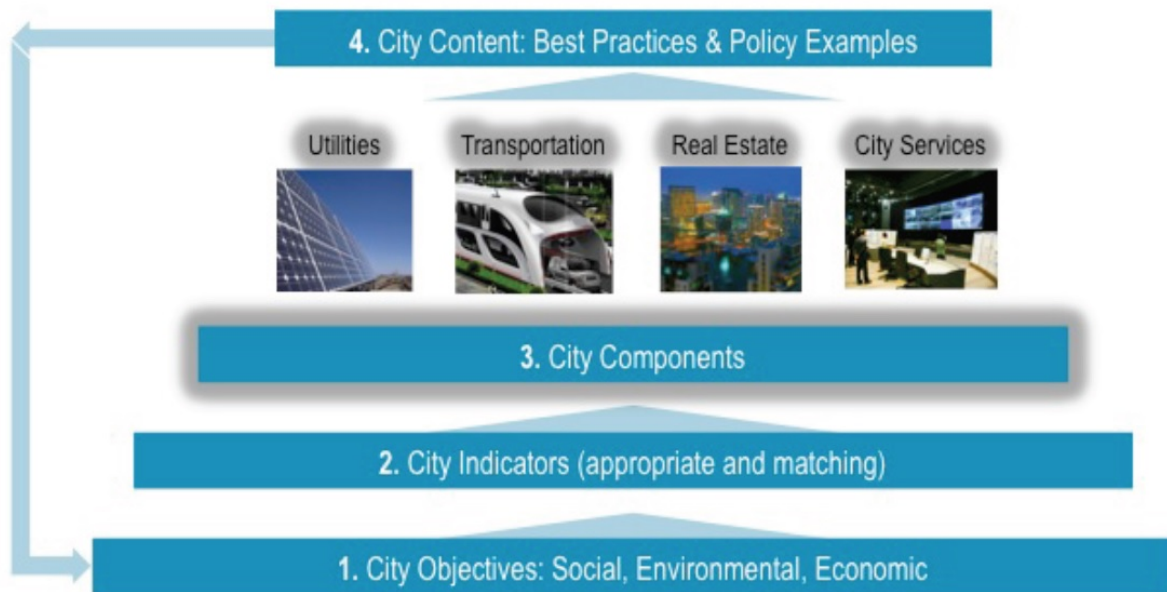 4. City Content: Best Practices & Policy Examples
Utilities
Transportation
Real Estate
City Services
3. City Components
2. City Indicators (appropriate and matching)
1. City Objectives: Social, Environmental, Economic